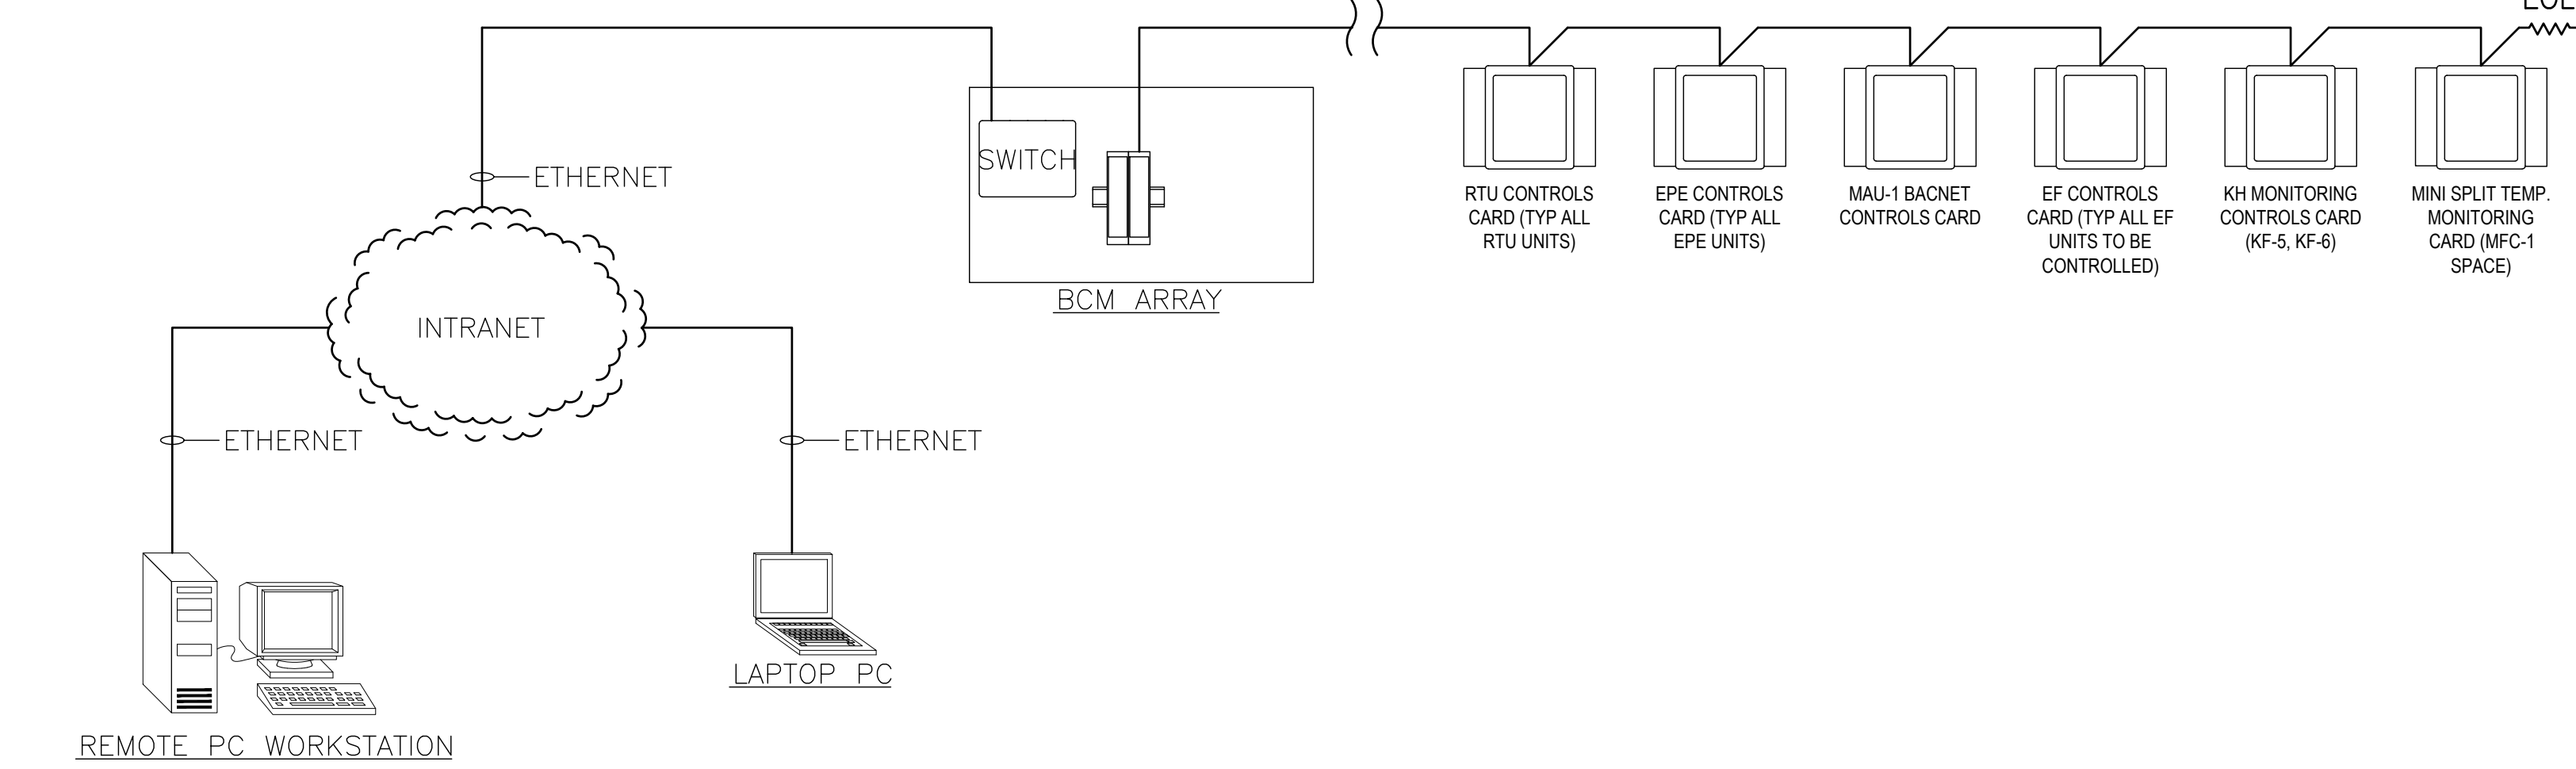 EOL
ETHERNET
SWITCH
RTU CONTROLS
CARD (TYP ALL
RTU UNITS)
EPE CONTROLS
CARD (TYP ALL
EPE UNITS)
MAU-1 BACNET
CONTROLS CARD
EF CONTROLS
CARD (TYP ALL EF
UNITS TO BE
CONTROLLED)
KH MONITORING
CONTROLS CARD
(KF-5, KF-6)
MINI SPLIT TEMP.
MONITORING
CARD (MFC-1
SPACE)
BCM ARRAY
INTRANET
ETHERNET
ETHERNET
LAPTOP PC
REMOTE PC WORKSTATION